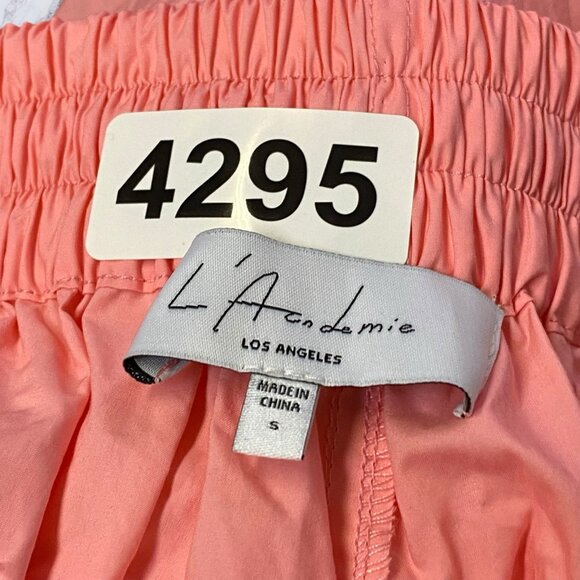 4295
L'Academie
LOS ANGELES
MADE IN
CHINA
S